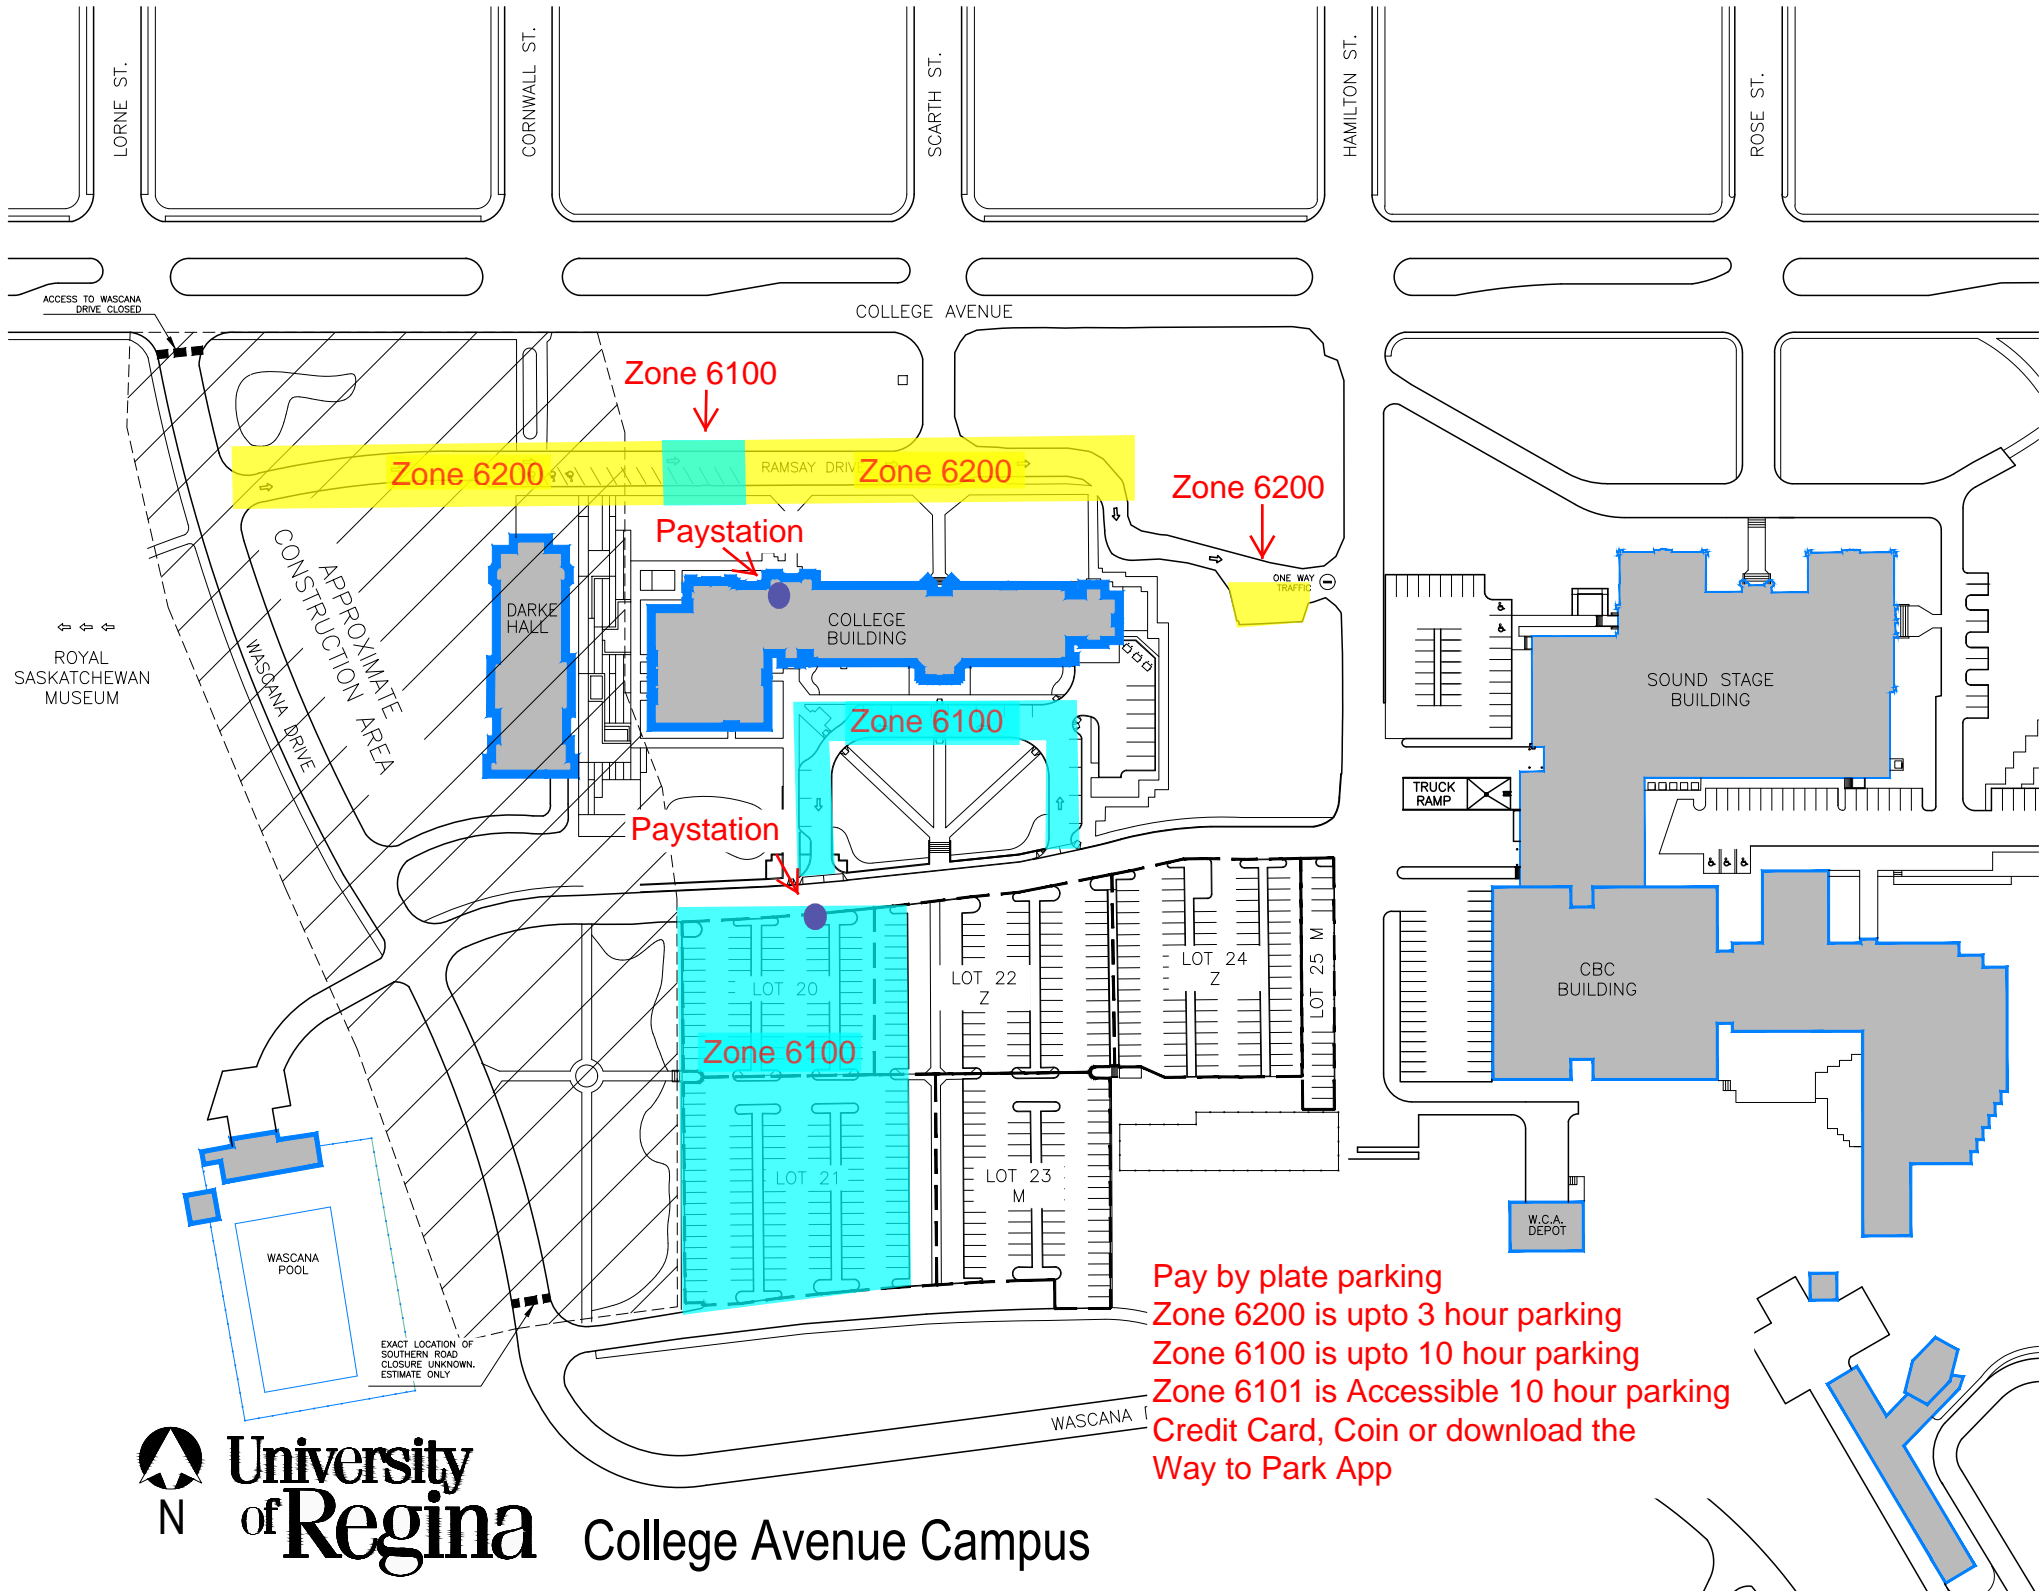 LORNE ST.
CORNWALL ST.
SCARTH ST.
HAMILTON ST.
ROSE ST.
ACCESS TO WASCANA
DRIVE CLOSED
COLLEGE AVENUE
Zone 6100
Zone 6200
RAMSAY DRIVE
Zone 6200
Zone 6200
Paystation
ONE WAY
TRAFFIC
APPROXIMATE
CONSTRUCTION AREA
DARKE
HALL
COLLEGE
BUILDING
ROYAL
SASKATCHEWAN
MUSEUM
WASCANA DRIVE
SOUND STAGE
BUILDING
Zone 6100
TRUCK
RAMP
Paystation
LOT 20
LOT 22
Z
LOT 24
Z
LOT 25 M
CBC
BUILDING
Zone 6100
LOT 21
LOT 23
M
W.C.A.
DEPOT
WASCANA
POOL
EXACT LOCATION OF
SOUTHERN ROAD
CLOSURE UNKNOWN.
ESTIMATE ONLY
Pay by plate parking
Zone 6200 is upto 3 hour parking
Zone 6100 is upto 10 hour parking
Zone 6101 is Accessible 10 hour parking
Credit Card, Coin or download the
Way to Park App
WASCANA
N
University
of Regina
College Avenue Campus